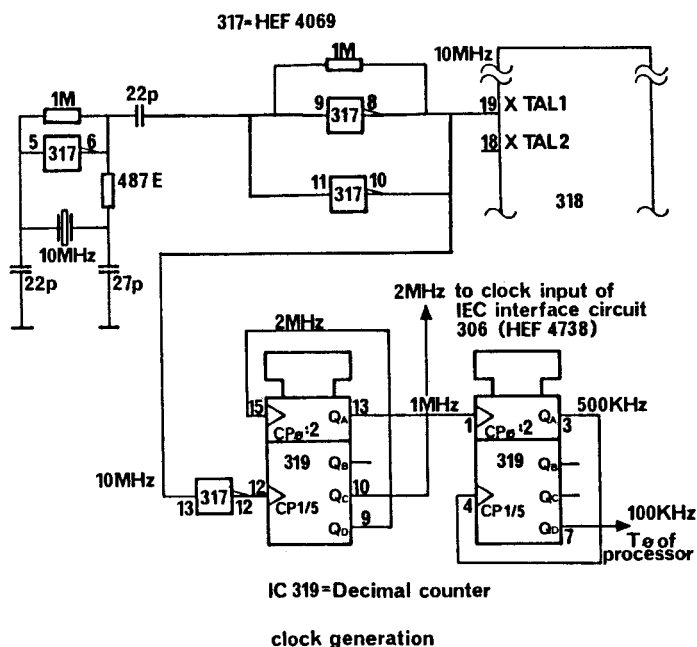 317=HEF 4069
1M
10MHz
1M
22p
9 317 8
19 X TAL1
5 317 6
18 X TAL2
487 E
11 317 10
318
10MHz
22p
27p
2MHz to clock input of
IEC interface circuit
306 (HEF 4738)
2MHz
15
CPø:2
QA 13
1MHz
1
CPø:2
QA 3
500KHz
319
QB
319
QB
10MHz
13 317 12
12
CP1/5
QC 10
QD 9
4
CP1/5
QC
QD 7
100KHz
Tø of
processor
IC 319=Decimal counter
clock generation